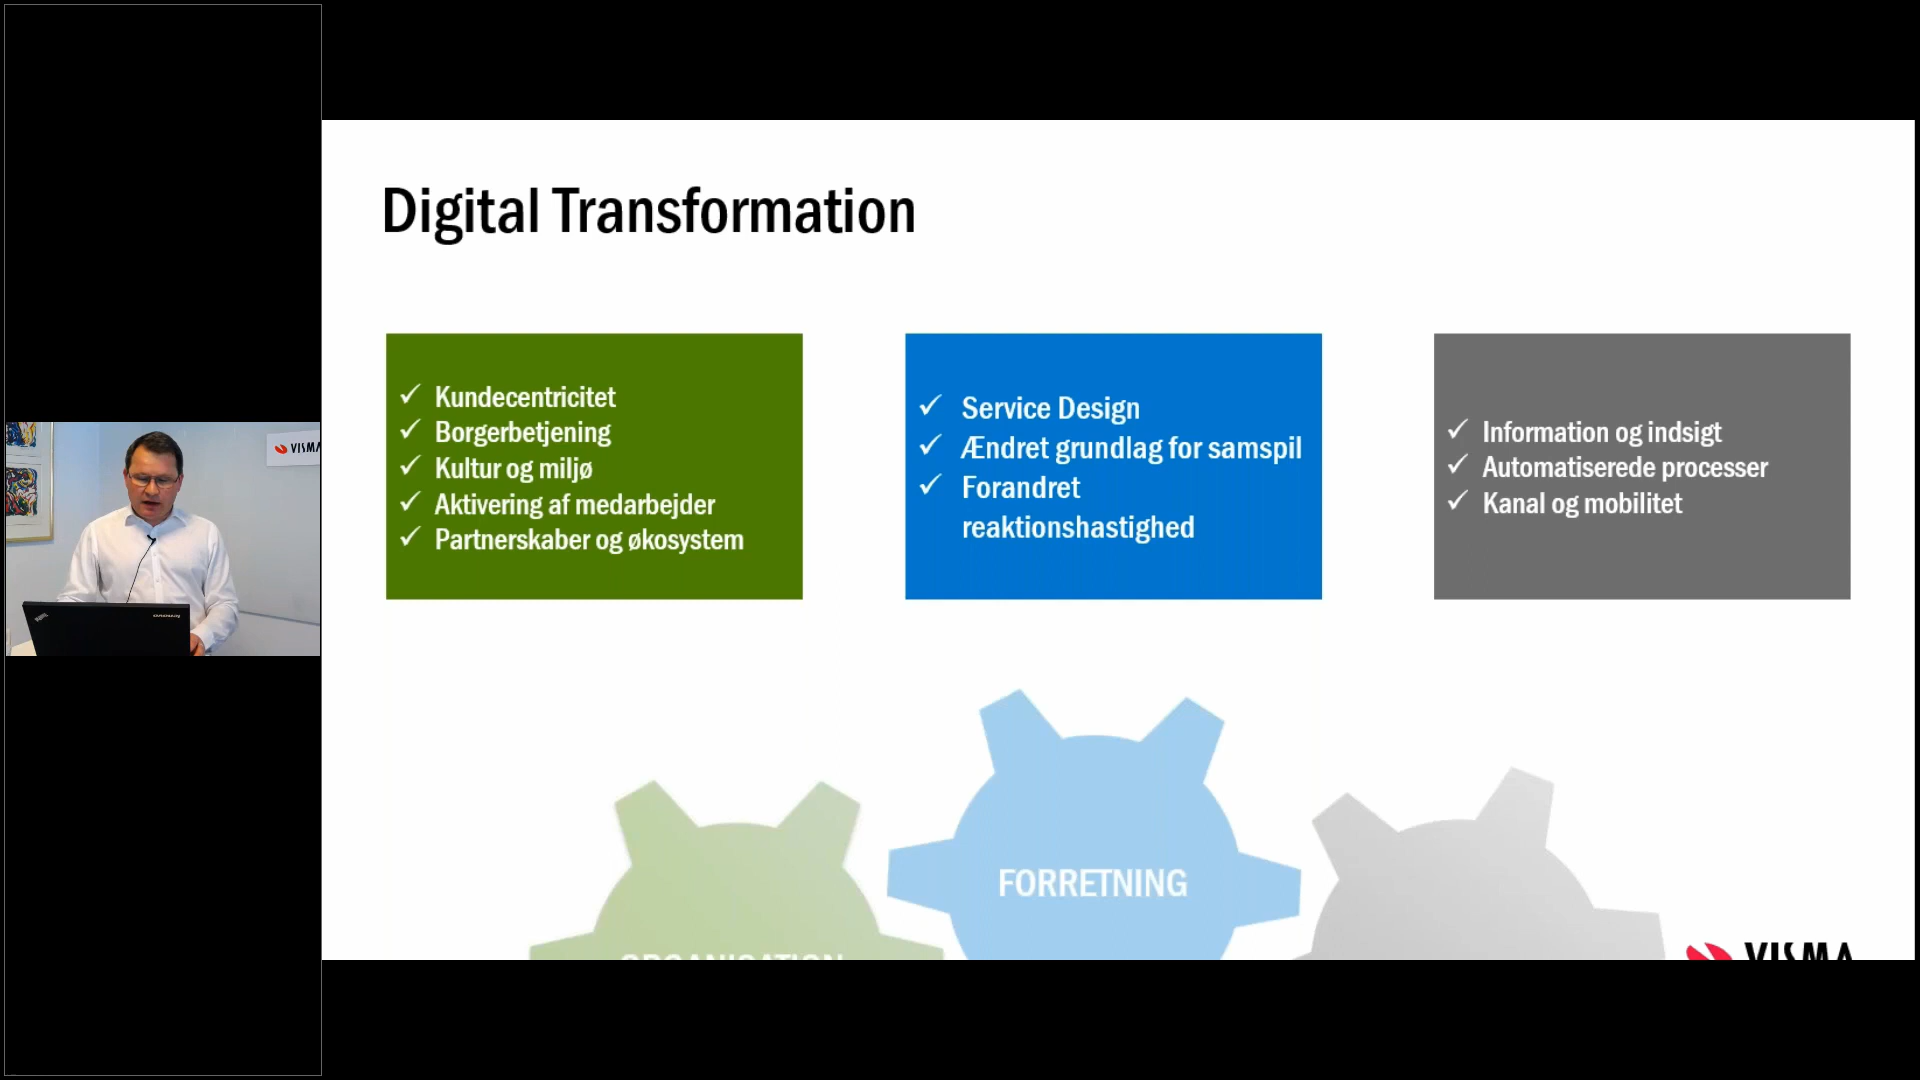 Digital Transformation
Kundecentricitet
Borgerbetjening
Kultur og miljø
Aktivering af medarbejder
Partnerskaber og økosystem
Service Design
Ændret grundlag for samspil
Forandret
reaktionshastighed
Information og indsigt
Automatiserede processer
Kanal og mobilitet
VISMA
FORRETNING
ORGANISATION
VISMA